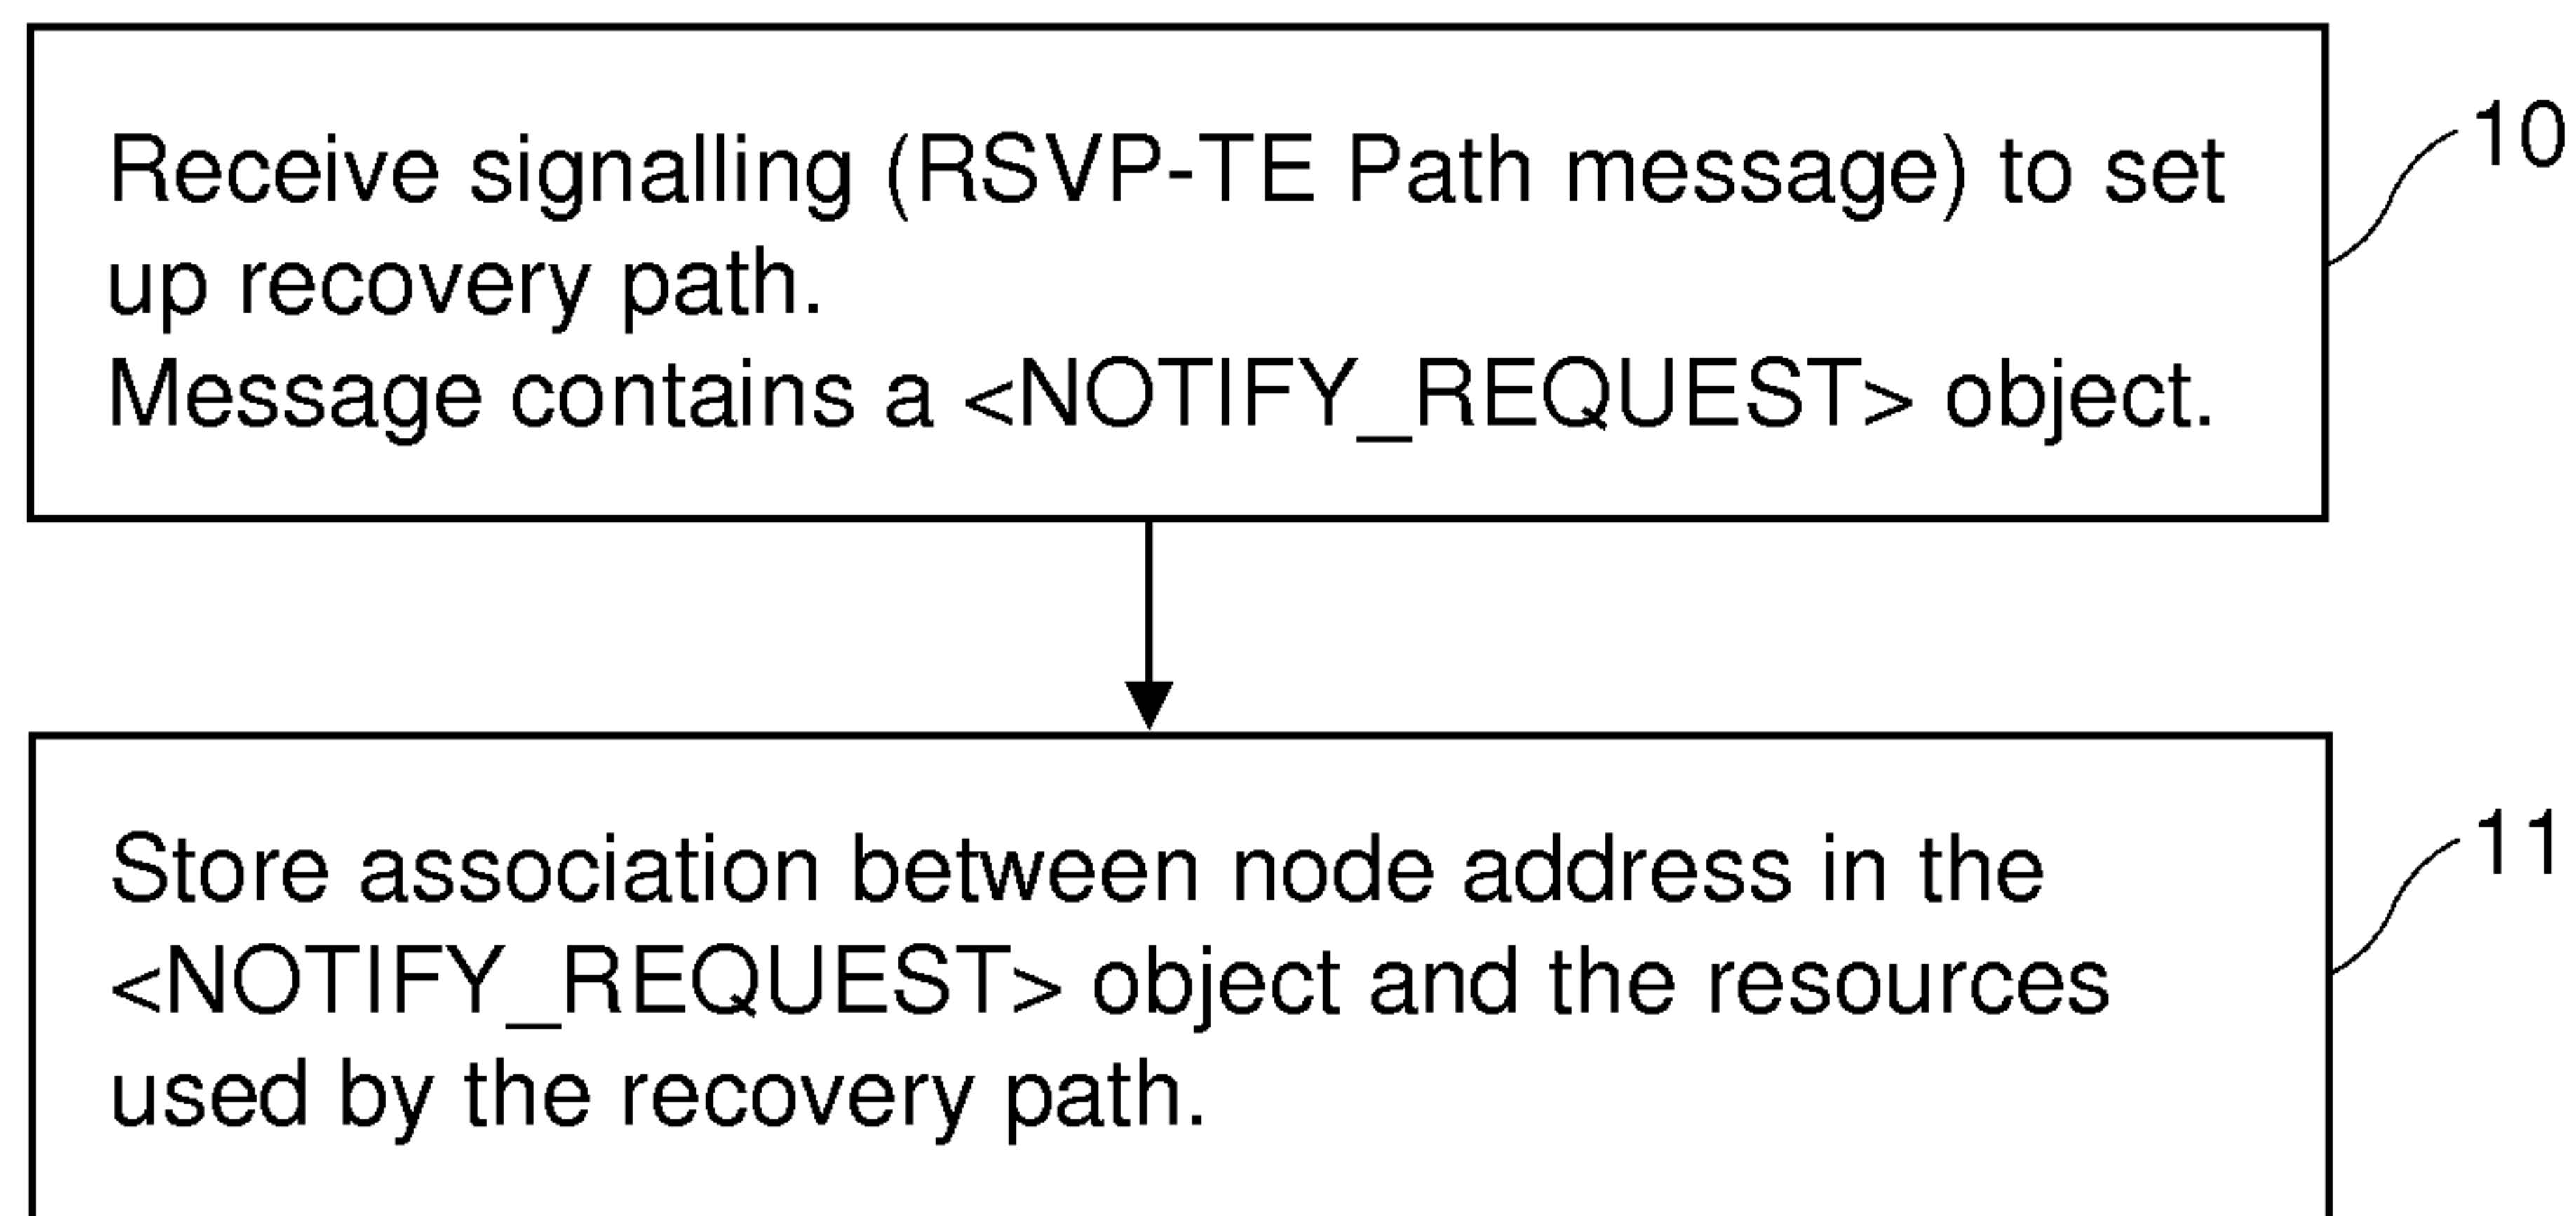 Receive signalling (RSVP-TE Path message) to set
up recovery path.
Message contains a <NOTIFY_REQUEST> object.
10
Store association between node address in the
<NOTIFY_REQUEST> object and the resources
used by the recovery path.
11